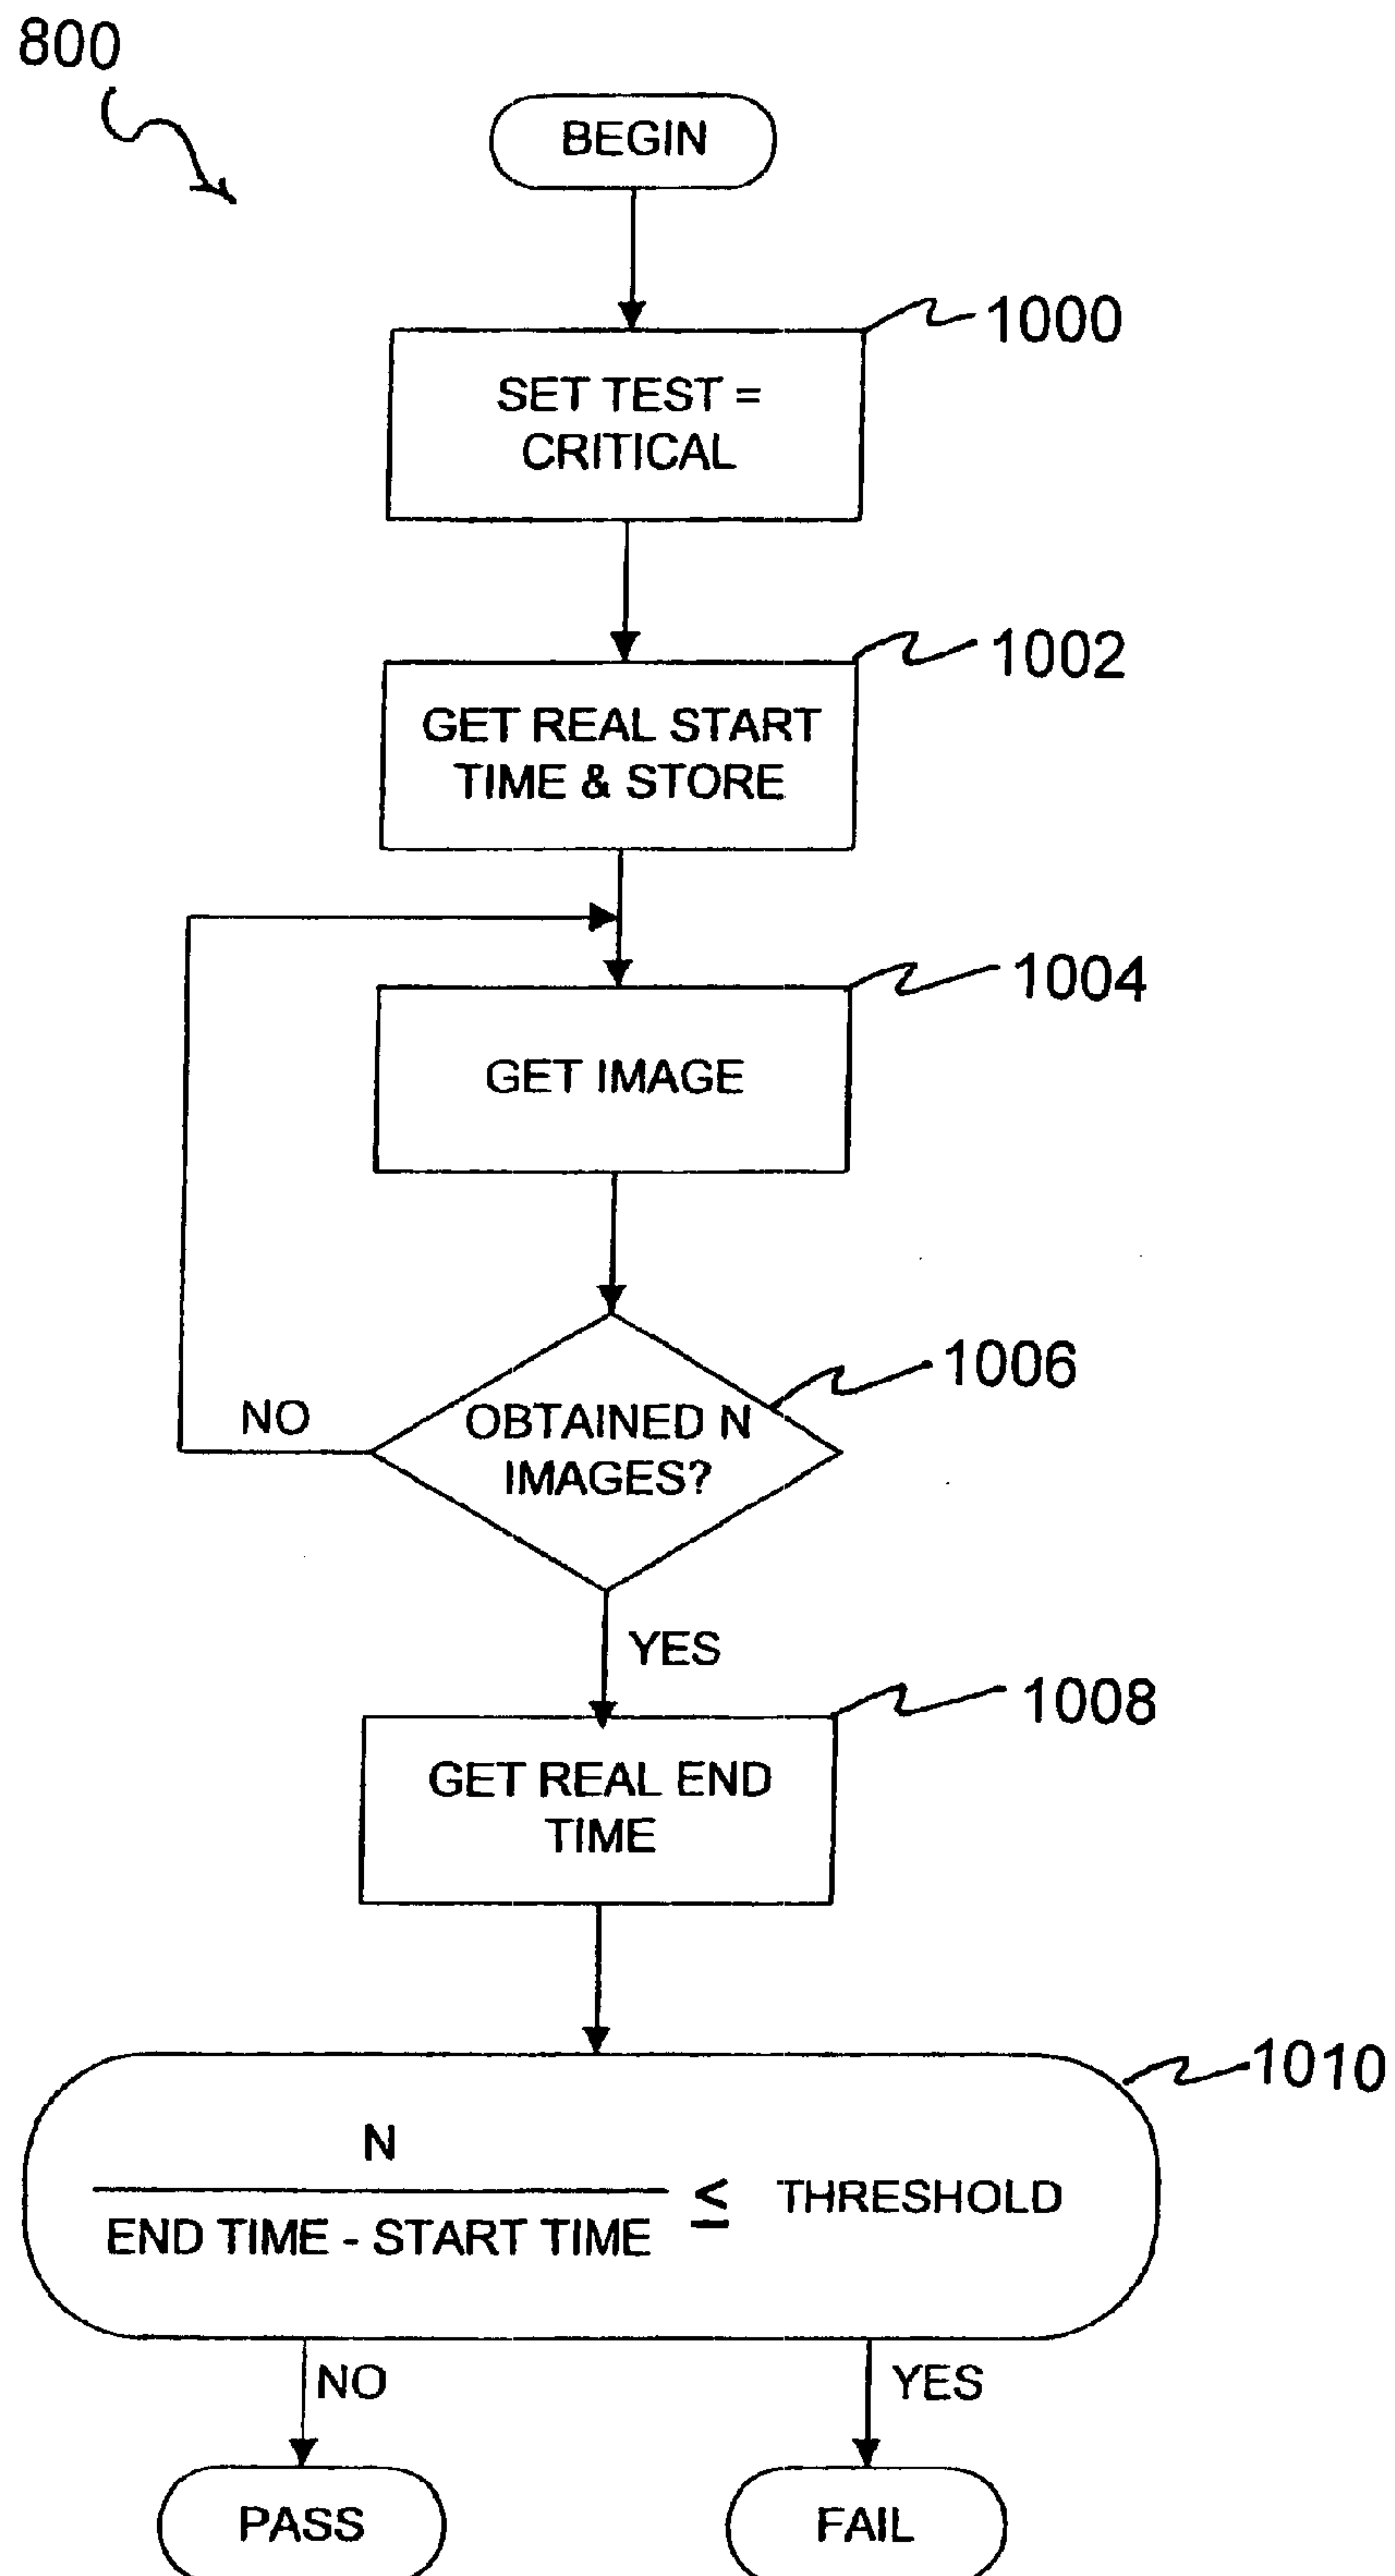 800
BEGIN
1000
SET TEST =
CRITICAL
1002
GET REAL START
TIME & STORE
1004
GET IMAGE
1006
OBTAINED N
IMAGES?
NO
YES
1008
GET REAL END
TIME
1010
N
END TIME - START TIME
≤ THRESHOLD
NO
YES
PASS
FAIL